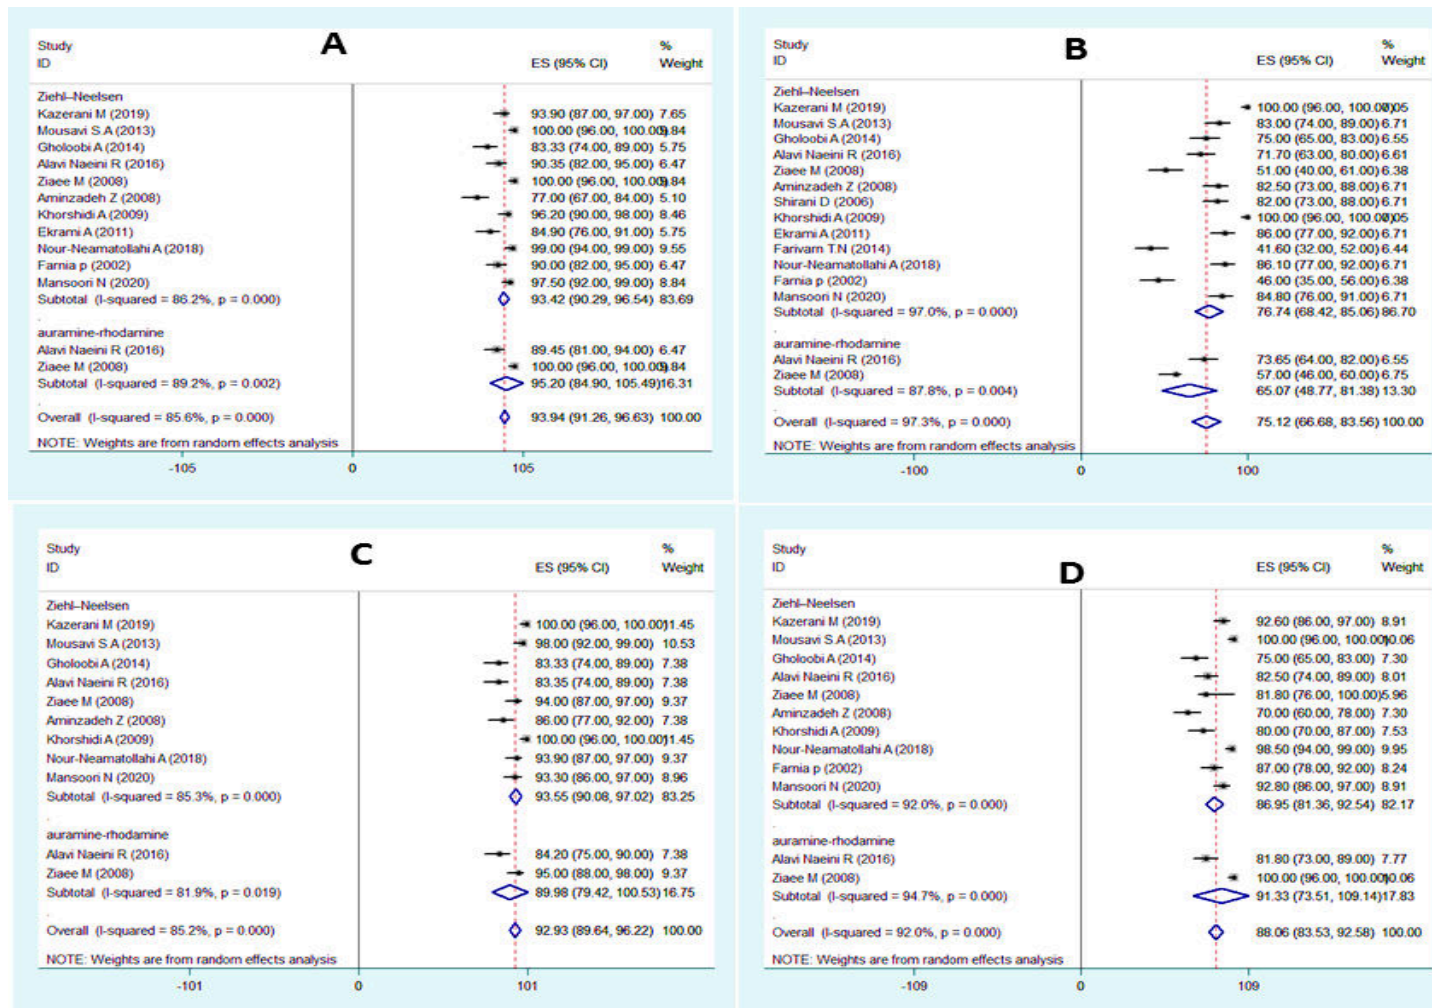 A
Study %
ID ES (95% CI) Weight
Ziehl–Neelsen
Kazerani M (2019) 93.90 (87.00, 97.00) 7.65
Mousavi S.A (2013) 100.00 (96.00, 100.00) 9.84
Gholoobi A (2014) 83.33 (74.00, 89.00) 5.75
Alavi Naeini R (2016) 90.35 (82.00, 95.00) 6.47
Ziaee M (2008) 100.00 (96.00, 100.00) 9.84
Aminzadeh Z (2008) 77.00 (67.00, 84.00) 5.10
Khorshidi A (2009) 96.20 (90.00, 98.00) 8.46
Ekrami A (2011) 84.90 (76.00, 91.00) 5.75
Nour-Neamatollahi A (2018) 99.00 (94.00, 99.00) 9.55
Farnia p (2002) 90.00 (82.00, 95.00) 6.47
Mansoori N (2020) 97.50 (92.00, 99.00) 8.84
Subtotal (I-squared = 86.2%, p = 0.000) 93.42 (90.29, 96.54) 83.69
.
auramine-rhodamine
Alavi Naeini R (2016) 89.45 (81.00, 94.00) 6.47
Ziaee M (2008) 100.00 (96.00, 100.00) 9.84
Subtotal (I-squared = 89.2%, p = 0.002) 95.20 (84.90, 105.49) 16.31
.
Overall (I-squared = 85.6%, p = 0.000) 93.94 (91.26, 96.63) 100.00
NOTE: Weights are from random effects analysis
-105 0 105
B
Study %
ID ES (95% CI) Weight
Ziehl–Neelsen
Kazerani M (2019) 100.00 (96.00, 100.00) 7.05
Mousavi S.A (2013) 83.00 (74.00, 89.00) 6.71
Gholoobi A (2014) 75.00 (65.00, 83.00) 6.55
Alavi Naeini R (2016) 71.70 (63.00, 80.00) 6.61
Ziaee M (2008) 51.00 (40.00, 61.00) 6.38
Aminzadeh Z (2008) 82.50 (73.00, 88.00) 6.71
Shirani D (2006) 82.00 (73.00, 88.00) 6.71
Khorshidi A (2009) 100.00 (96.00, 100.00) 7.05
Ekrami A (2011) 86.00 (77.00, 92.00) 6.71
Farivarn T.N (2014) 41.60 (32.00, 52.00) 6.44
Nour-Neamatollahi A (2018) 86.10 (77.00, 92.00) 6.71
Farnia p (2002) 46.00 (35.00, 56.00) 6.38
Mansoori N (2020) 84.80 (76.00, 91.00) 6.71
Subtotal (I-squared = 97.0%, p = 0.000) 76.74 (68.42, 85.06) 86.70
.
auramine-rhodamine
Alavi Naeini R (2016) 73.65 (64.00, 82.00) 6.55
Ziaee M (2008) 57.00 (46.00, 60.00) 6.75
Subtotal (I-squared = 87.8%, p = 0.004) 65.07 (48.77, 81.38) 13.30
.
Overall (I-squared = 97.3%, p = 0.000) 75.12 (66.68, 83.56) 100.00
NOTE: Weights are from random effects analysis
-100 0 100
C
Study %
ID ES (95% CI) Weight
Ziehl–Neelsen
Kazerani M (2019) 100.00 (96.00, 100.00) 11.45
Mousavi S.A (2013) 98.00 (92.00, 99.00) 10.53
Gholoobi A (2014) 83.33 (74.00, 89.00) 7.38
Alavi Naeini R (2016) 83.35 (74.00, 89.00) 7.38
Ziaee M (2008) 94.00 (87.00, 97.00) 9.37
Aminzadeh Z (2008) 86.00 (77.00, 92.00) 7.38
Khorshidi A (2009) 100.00 (96.00, 100.00) 11.45
Nour-Neamatollahi A (2018) 93.90 (87.00, 97.00) 9.37
Mansoori N (2020) 93.30 (86.00, 97.00) 8.96
Subtotal (I-squared = 85.3%, p = 0.000) 93.55 (90.08, 97.02) 83.25
.
auramine-rhodamine
Alavi Naeini R (2016) 84.20 (75.00, 90.00) 7.38
Ziaee M (2008) 95.00 (88.00, 98.00) 9.37
Subtotal (I-squared = 81.9%, p = 0.019) 89.98 (79.42, 100.53) 16.75
.
Overall (I-squared = 85.2%, p = 0.000) 92.93 (89.64, 96.22) 100.00
NOTE: Weights are from random effects analysis
-101 0 101
D
Study %
ID ES (95% CI) Weight
Ziehl–Neelsen
Kazerani M (2019) 92.60 (86.00, 97.00) 8.91
Mousavi S.A (2013) 100.00 (96.00, 100.00) 10.06
Gholoobi A (2014) 75.00 (65.00, 83.00) 7.30
Alavi Naeini R (2016) 82.50 (74.00, 89.00) 8.01
Ziaee M (2008) 81.80 (76.00, 100.00) 5.96
Aminzadeh Z (2008) 70.00 (60.00, 78.00) 7.30
Khorshidi A (2009) 80.00 (70.00, 87.00) 7.53
Nour-Neamatollahi A (2018) 98.50 (94.00, 99.00) 9.95
Farnia p (2002) 87.00 (78.00, 92.00) 8.24
Mansoori N (2020) 92.80 (86.00, 97.00) 8.91
Subtotal (I-squared = 92.0%, p = 0.000) 86.95 (81.36, 92.54) 82.17
.
auramine-rhodamine
Alavi Naeini R (2016) 81.80 (73.00, 89.00) 7.77
Ziaee M (2008) 100.00 (96.00, 100.00) 10.06
Subtotal (I-squared = 94.7%, p = 0.000) 91.33 (73.51, 109.14) 17.83
.
Overall (I-squared = 92.0%, p = 0.000) 88.06 (83.53, 92.58) 100.00
NOTE: Weights are from random effects analysis
-109 0 109